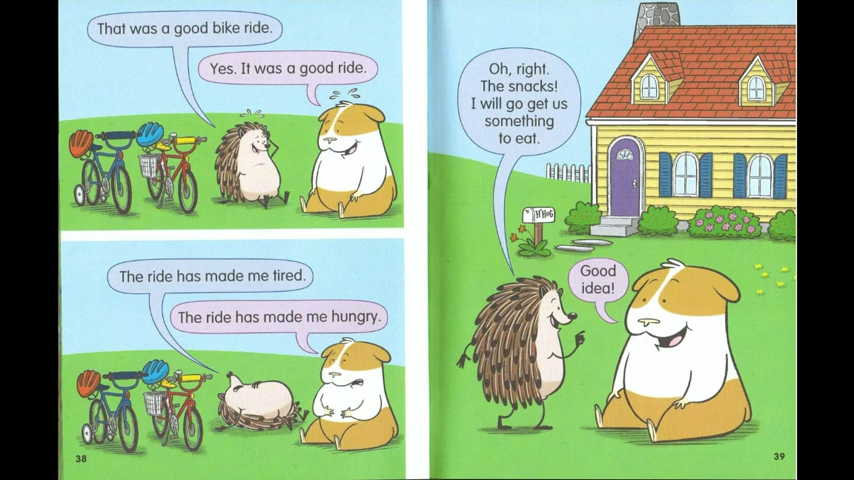 That was a good bike ride.
Yes. It was a good ride.
The ride has made me tired.
The ride has made me hungry.
38
Oh, right.
The snacks!
I will go get us
something
to eat.
H'HOG
Good
idea!
39